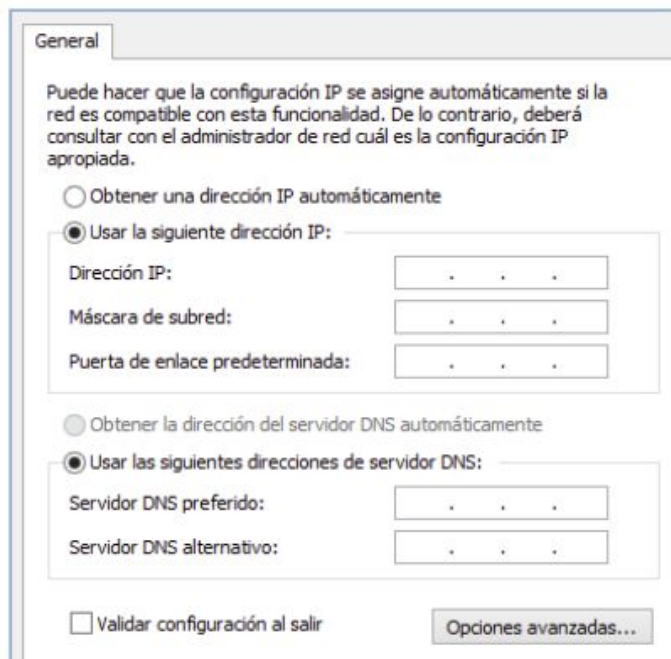 General
Puede hacer que la configuración IP se asigne automáticamente si la
red es compatible con esta funcionalidad. De lo contrario, deberá
consultar con el administrador de red cuál es la configuración IP
apropiada.
Obtener una dirección IP automáticamente
Usar la siguiente dirección IP:
Dirección IP: . . .
Máscara de subred: . . .
Puerta de enlace predeterminada: . . .
Obtener la dirección del servidor DNS automáticamente
Usar las siguientes direcciones de servidor DNS:
Servidor DNS preferido: . . .
Servidor DNS alternativo: . . .
Validar configuración al salir Opciones avanzadas...